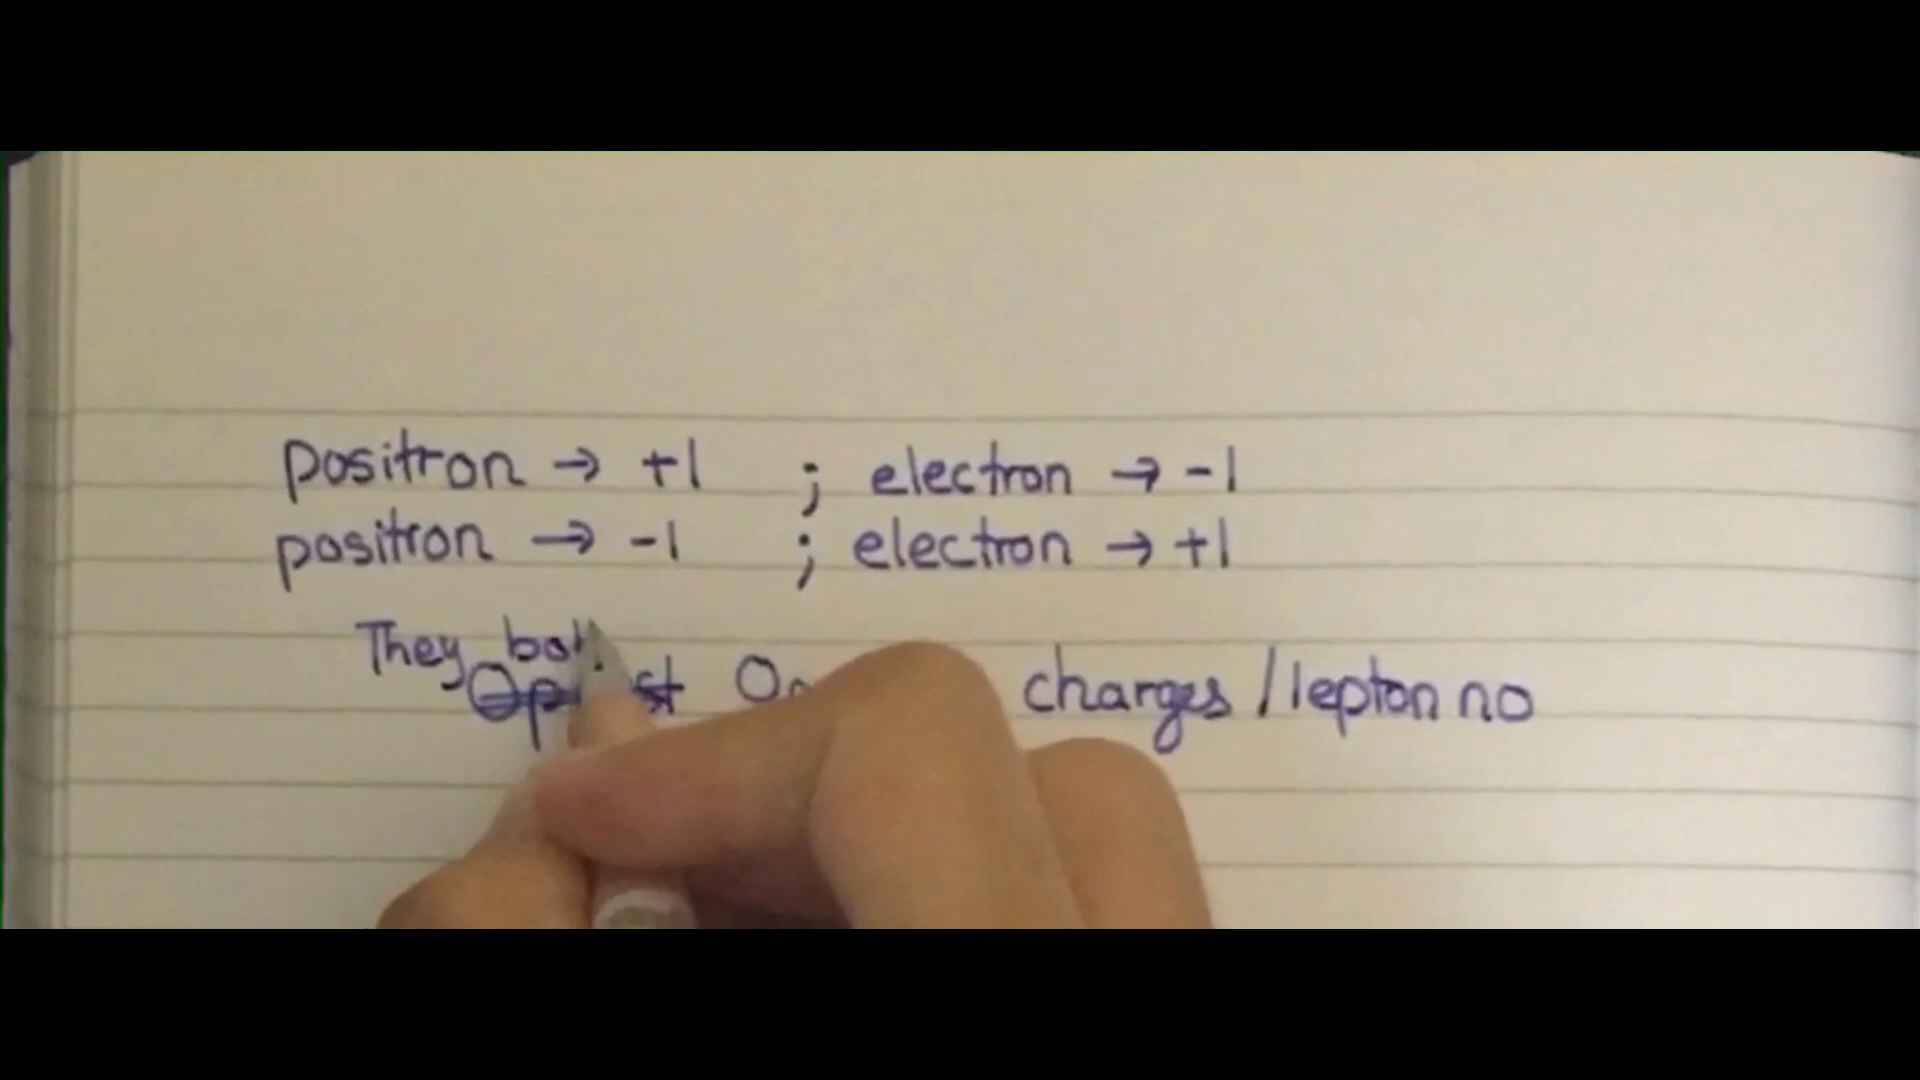 positron → +1 ; electron → -1
positron → -1 ; electron → +1
They
charges / lepton no